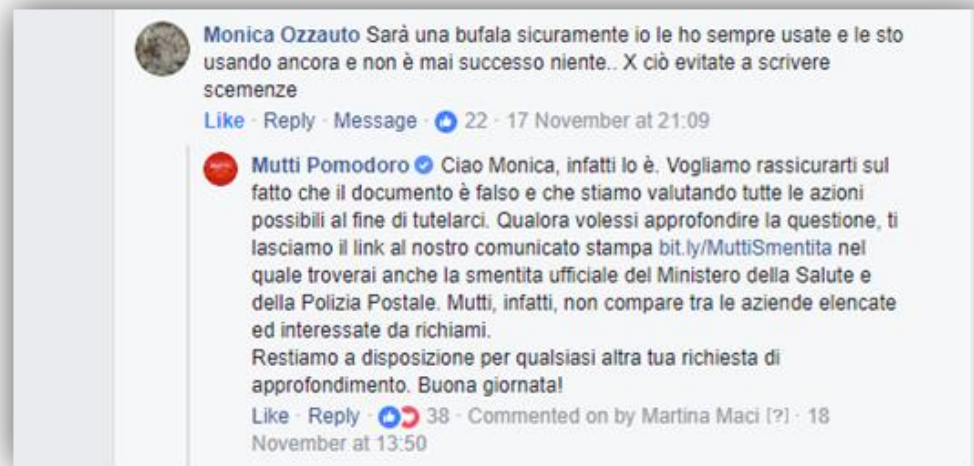 Monica Ozzauto Sarà una bufala sicuramente io le ho sempre usate e le sto
usando ancora e non è mai successo niente.. X ciò evitate a scrivere
scemenze
Like · Reply · Message · 22 · 17 November at 21:09
Mutti Pomodoro Ciao Monica, infatti lo è. Vogliamo rassicurarti sul
fatto che il documento è falso e che stiamo valutando tutte le azioni
possibili al fine di tutelarci. Qualora volessi approfondire la questione, ti
lasciamo il link al nostro comunicato stampa bit.ly/MuttiSmentita nel
quale troverai anche la smentita ufficiale del Ministero della Salute e
della Polizia Postale. Mutti, infatti, non compare tra le aziende elencate
ed interessate da richiami.
Restiamo a disposizione per qualsiasi altra tua richiesta di
approfondimento. Buona giornata!
Like · Reply · 38 · Commented on by Martina Maci [?] · 18
November at 13:50